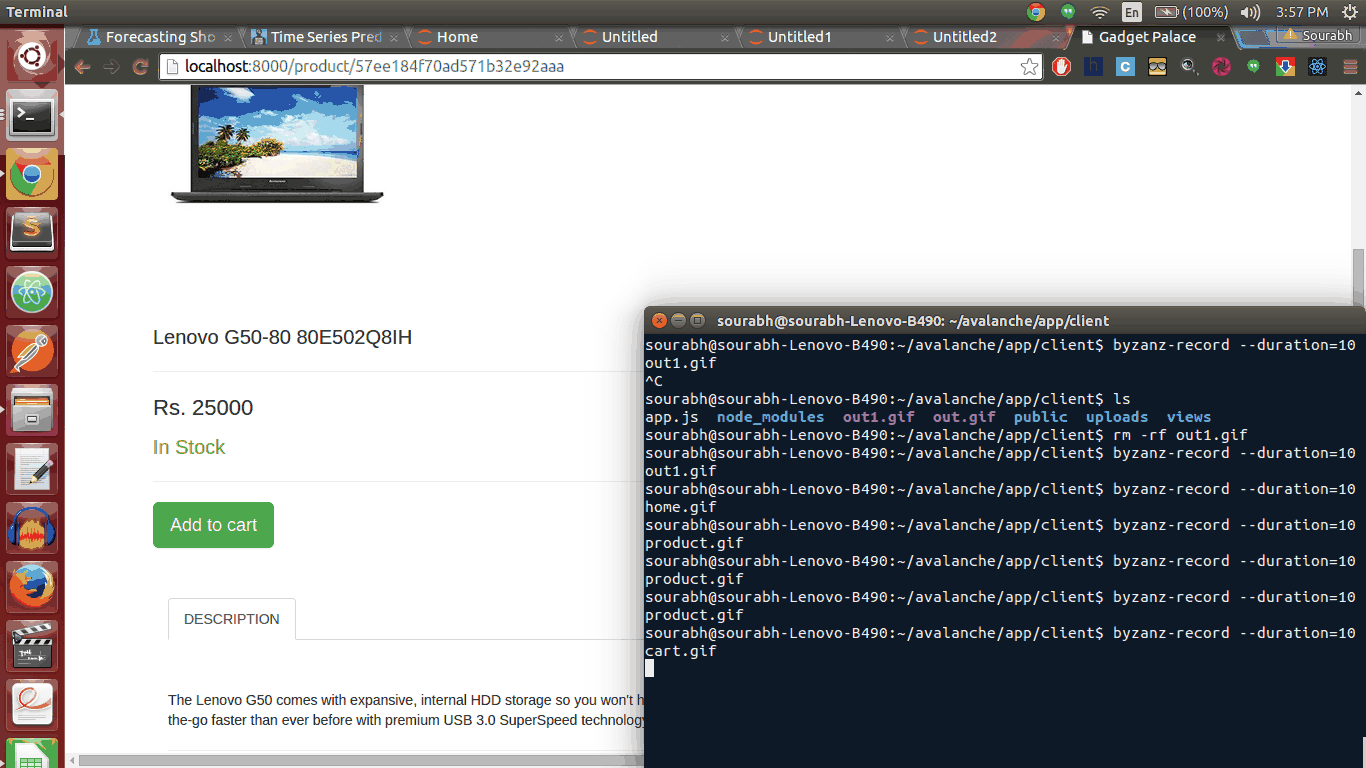 Terminal
En
(100%)
3:57 PM
Sourabh
Forecasting Sho
Time Series Pred
Home
Untitled
Untitled1
Untitled2
Gadget Palace
Sourabh
localhost:8000/product/57ee184f70ad571b32e92aaa
Lenovo G50-80 80E502Q8IH
Rs. 25000
In Stock
Add to cart
DESCRIPTION
The Lenovo G50 comes with expansive, internal HDD storage so you won't h
the-go faster than ever before with premium USB 3.0 SuperSpeed technology
sourabh@sourabh-Lenovo-B490: ~/avalanche/app/client
sourabh@sourabh-Lenovo-B490:~/avalanche/app/client$ byzanz-record --duration=10
out1.gif
^C
sourabh@sourabh-Lenovo-B490:~/avalanche/app/client$ ls
app.js node_modules out1.gif out.gif public uploads views
sourabh@sourabh-Lenovo-B490:~/avalanche/app/client$ rm -rf out1.gif
sourabh@sourabh-Lenovo-B490:~/avalanche/app/client$ byzanz-record --duration=10
out1.gif
sourabh@sourabh-Lenovo-B490:~/avalanche/app/client$ byzanz-record --duration=10
home.gif
sourabh@sourabh-Lenovo-B490:~/avalanche/app/client$ byzanz-record --duration=10
product.gif
sourabh@sourabh-Lenovo-B490:~/avalanche/app/client$ byzanz-record --duration=10
product.gif
sourabh@sourabh-Lenovo-B490:~/avalanche/app/client$ byzanz-record --duration=10
product.gif
sourabh@sourabh-Lenovo-B490:~/avalanche/app/client$ byzanz-record --duration=10
cart.gif